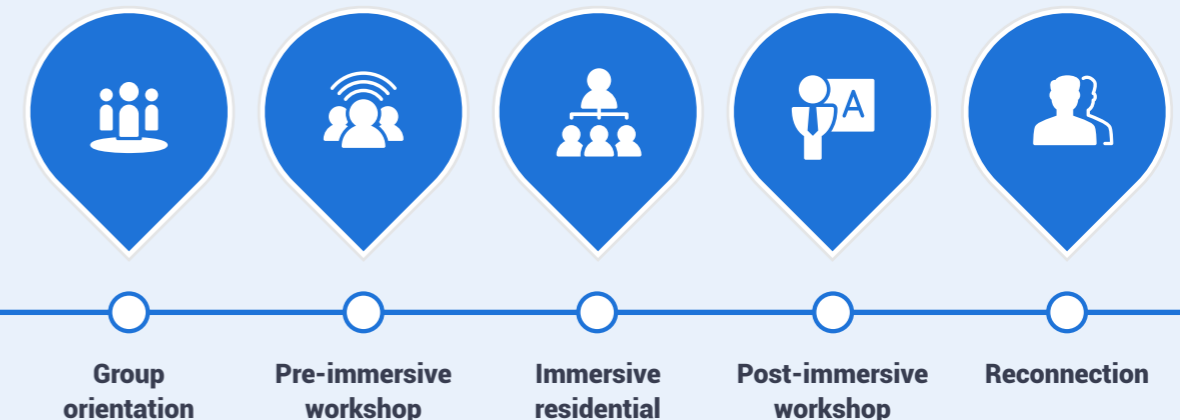 A
Group
orientation
Pre-immersive
workshop
Immersive
residential
Post-immersive
workshop
Reconnection